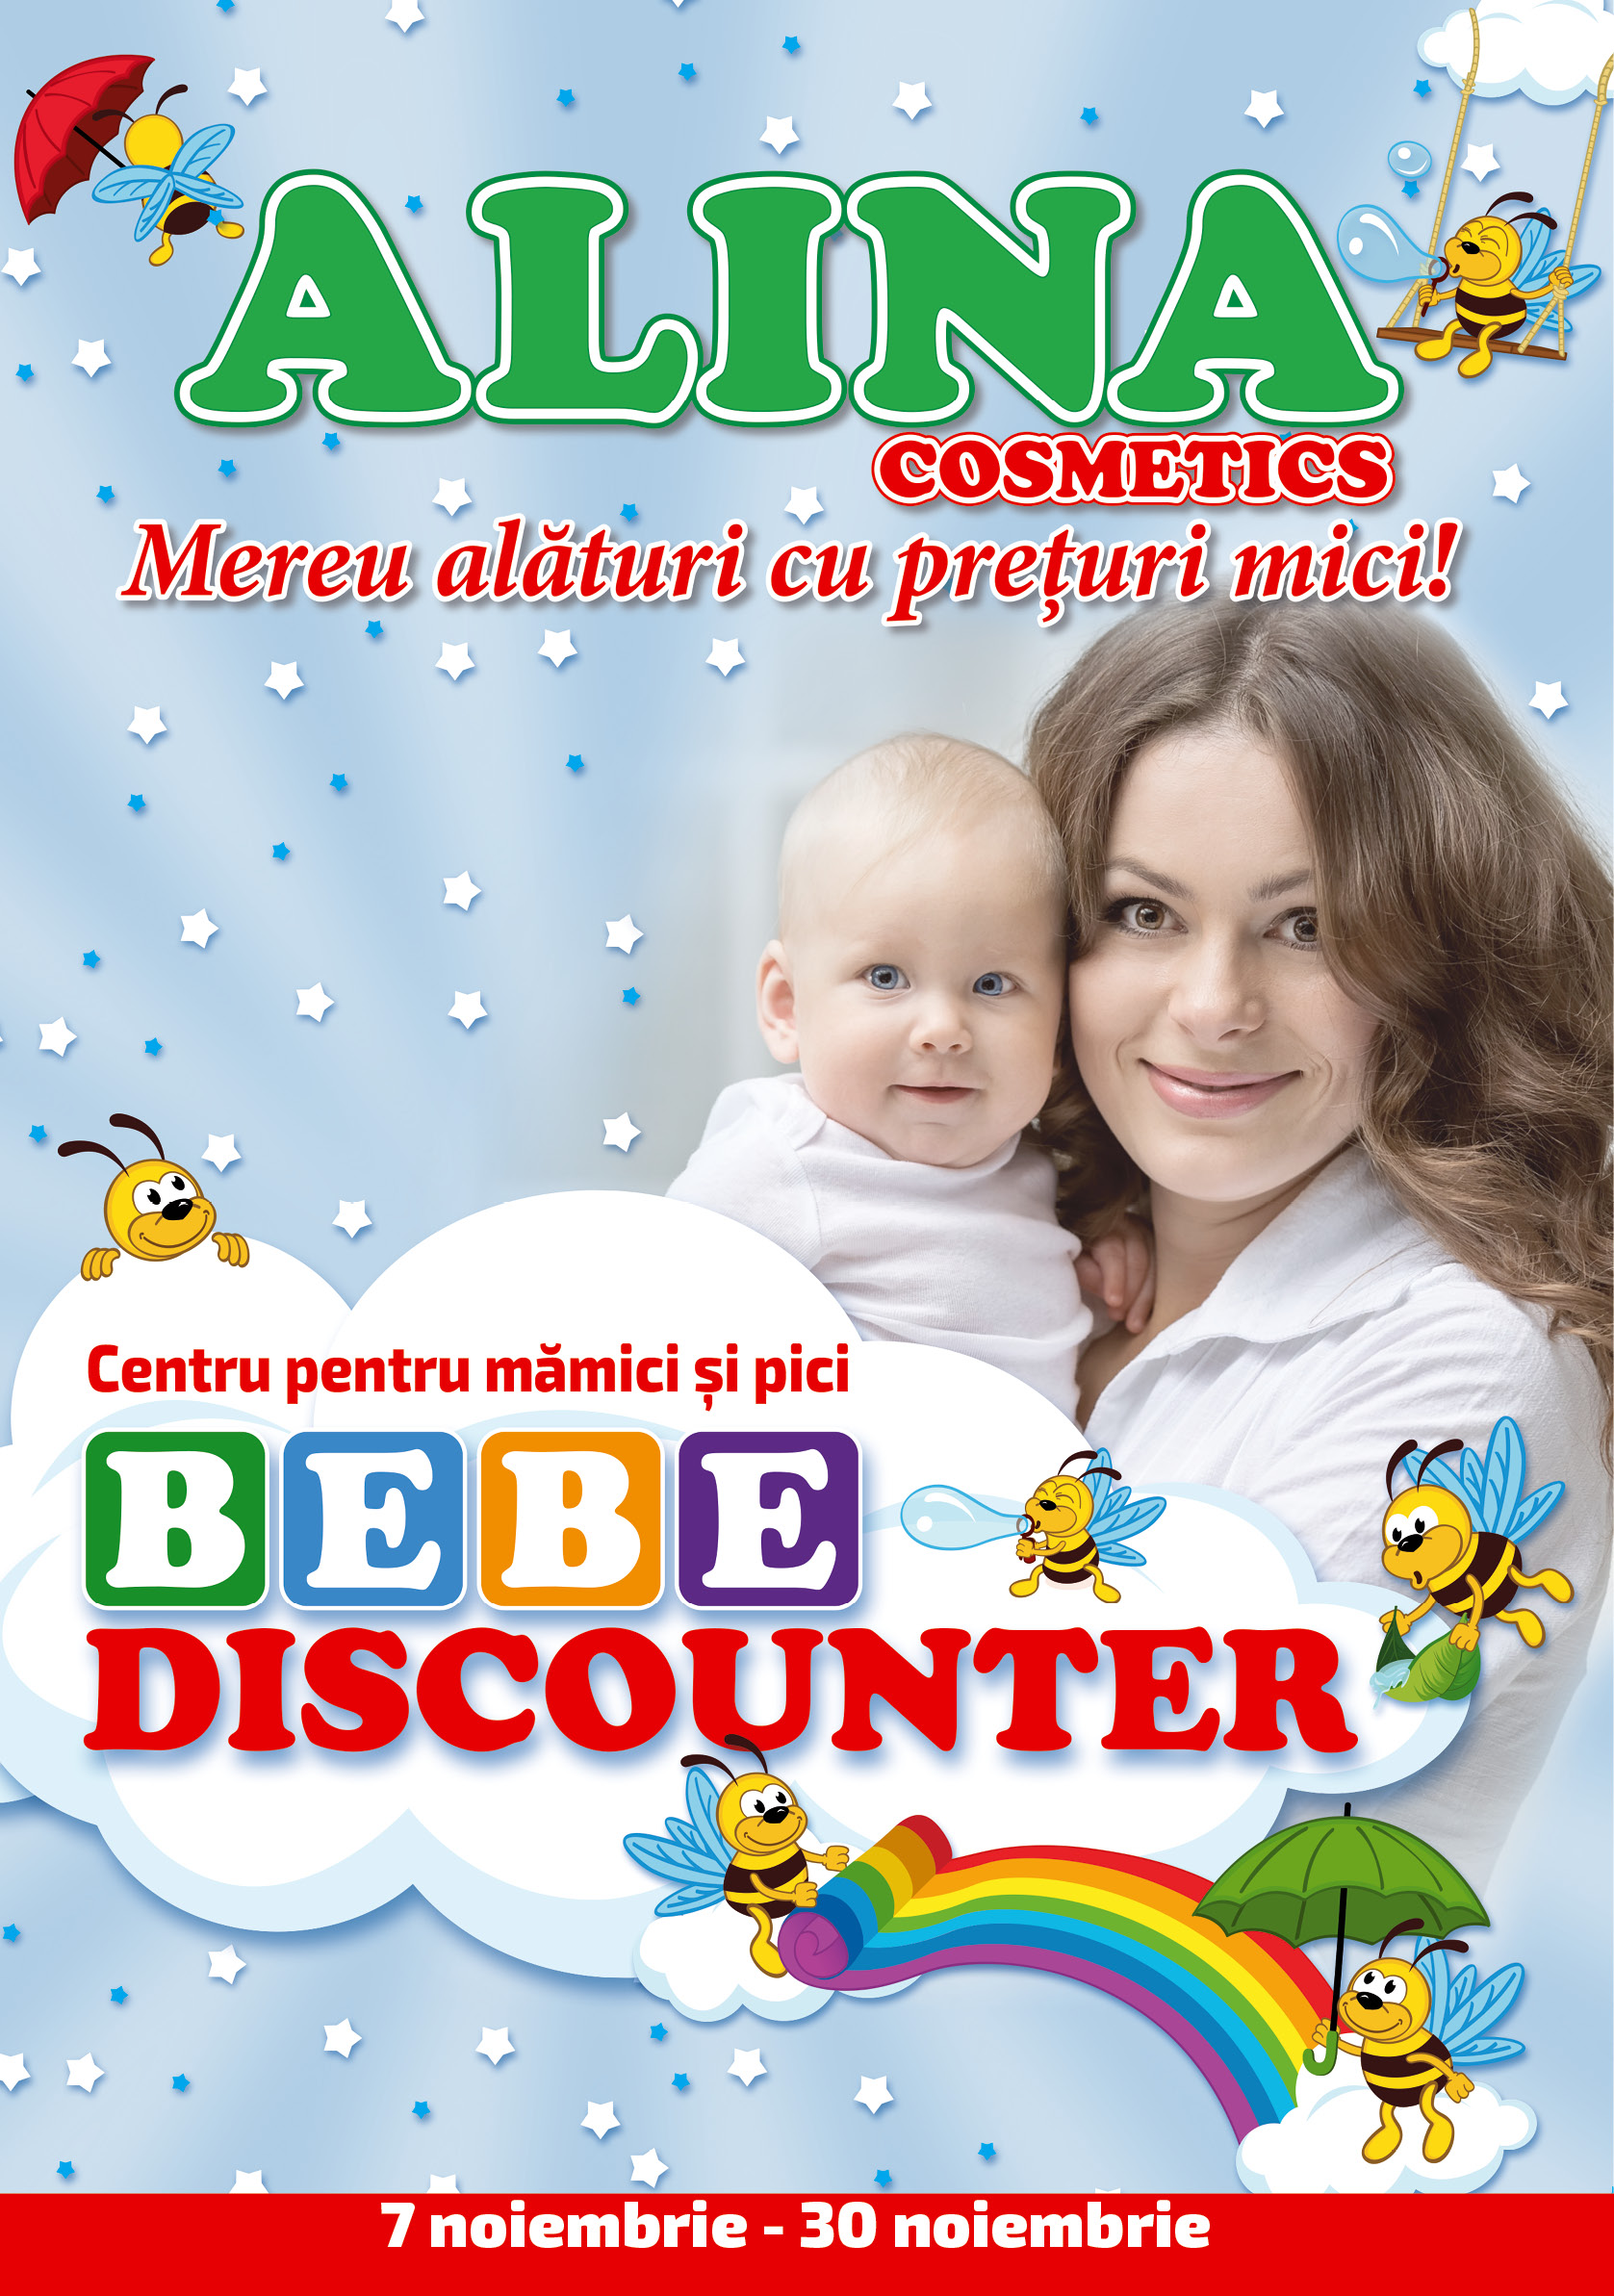 ALINA
COSMETICS
Mereu alături cu prețuri mici!
Centru pentru mămici și pici
BEBE
DISCOUNTER
7 noiembrie - 30 noiembrie